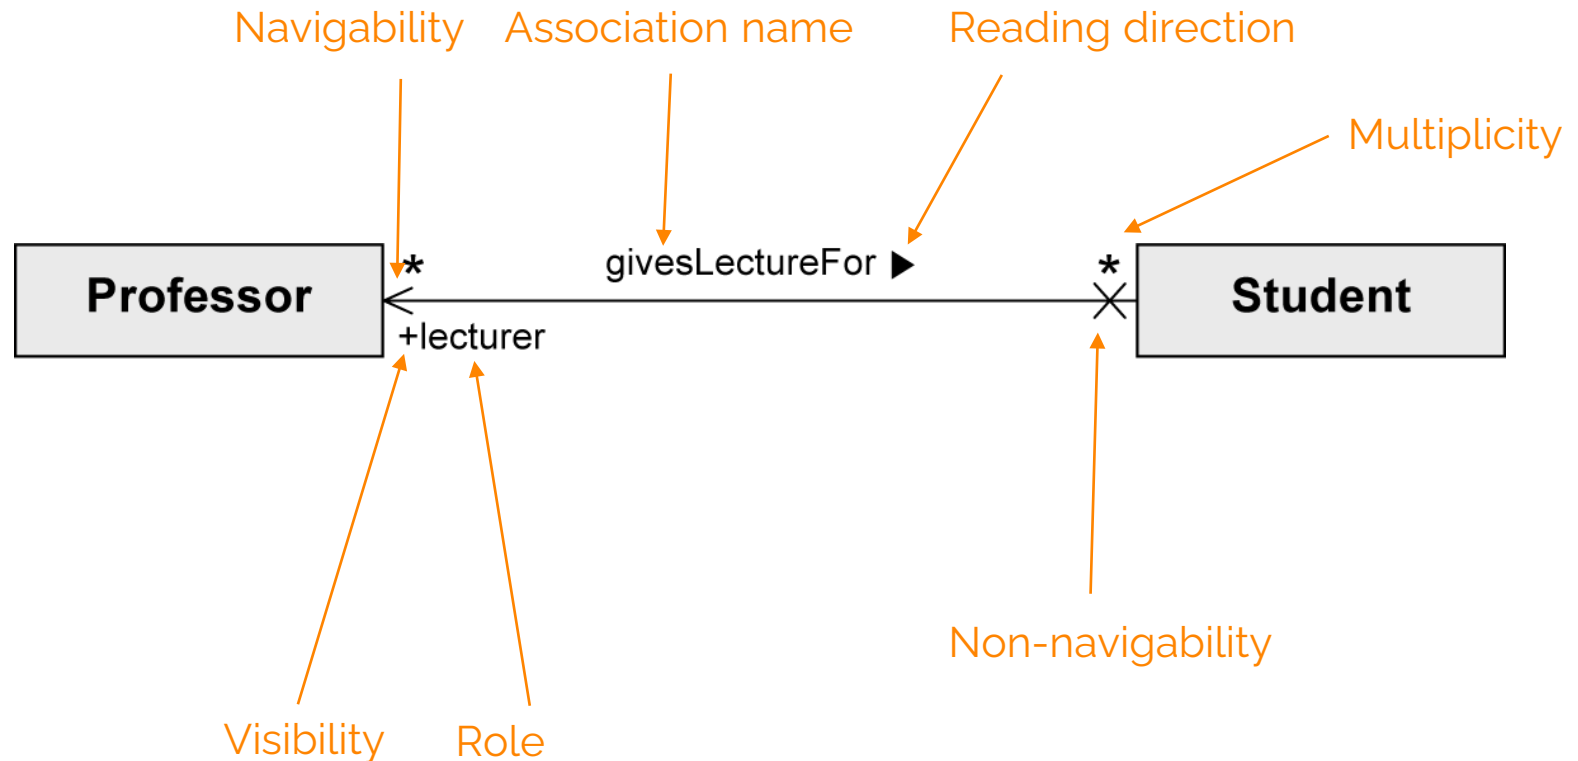 Navigability Association name Reading direction
Multiplicity
* givesLectureFor ▶ *
Professor Student
+lecturer
Non-navigability
Visibility Role